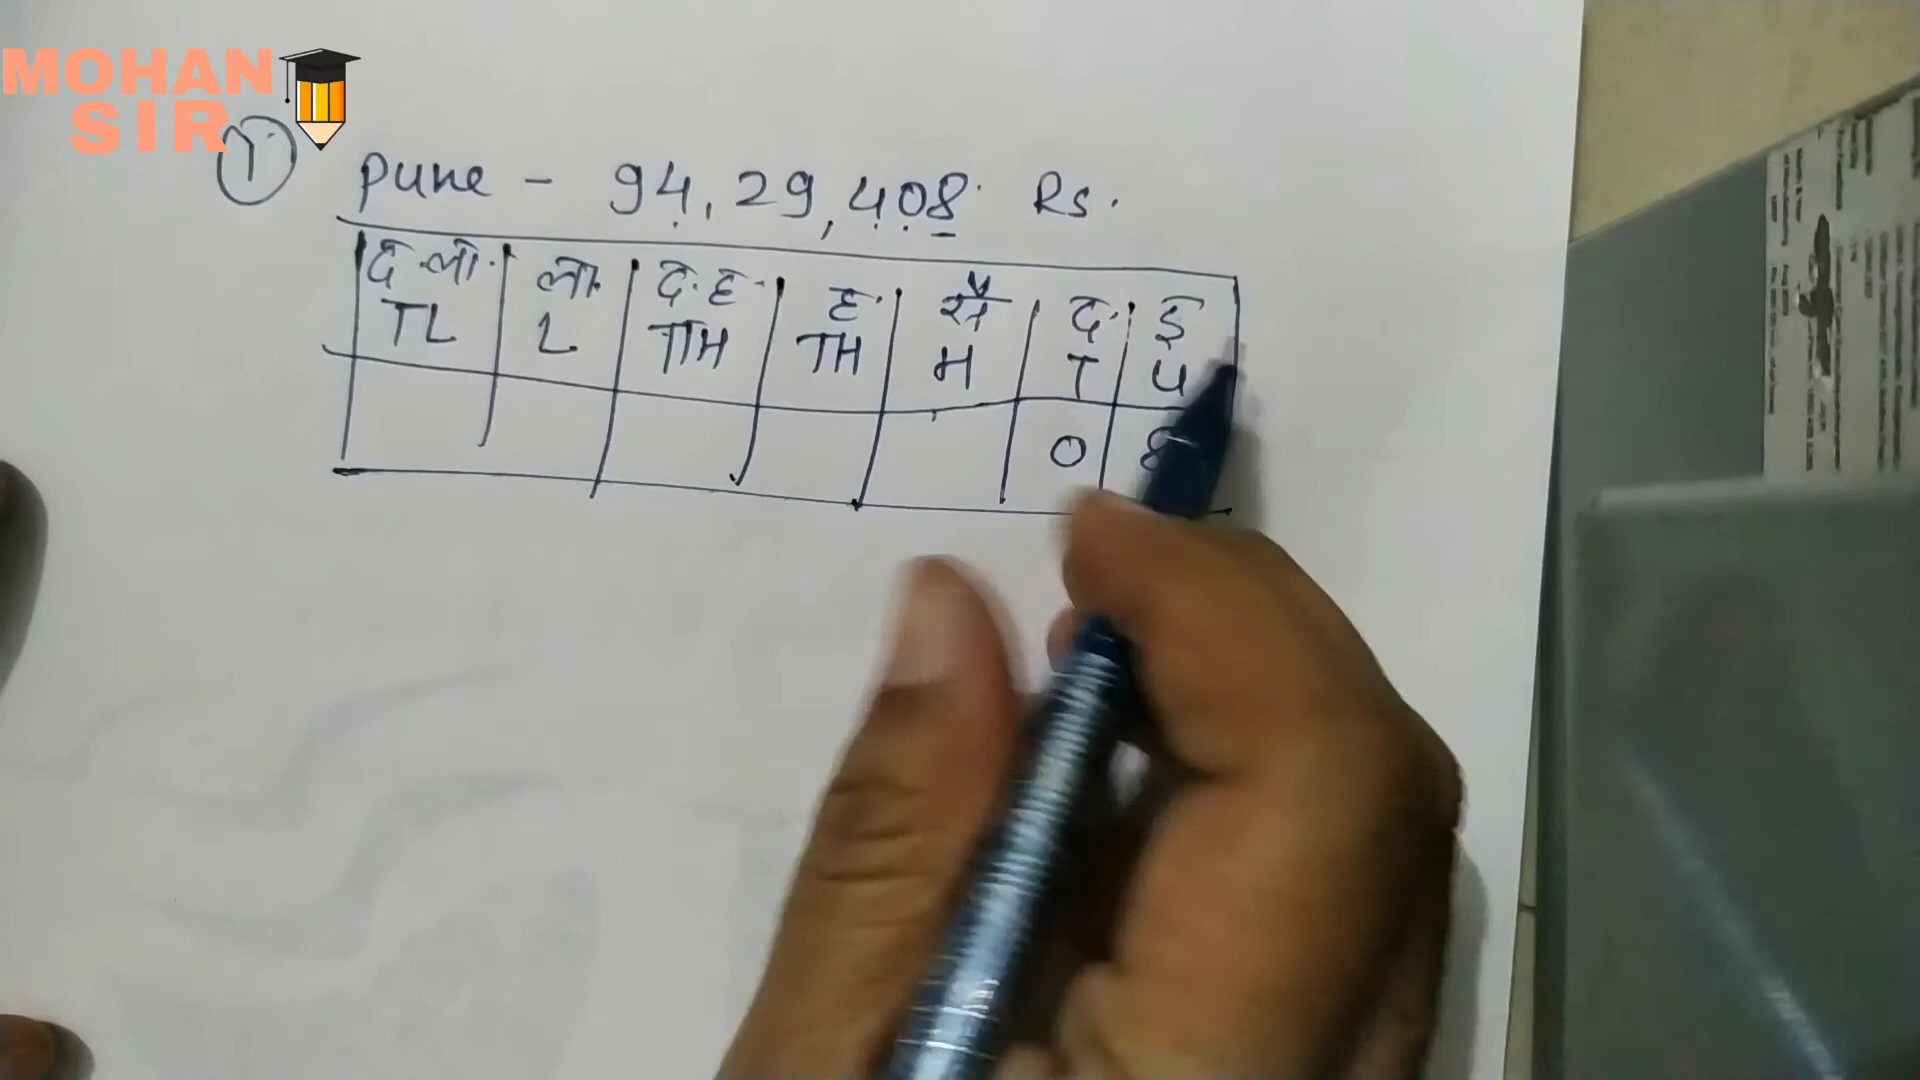 MOHAN
SIR
1 Pune - 94,29,408 Rs.
द.ला. ला. द.ह. ह. द. इ
TL L TTH TH H T U
0 8